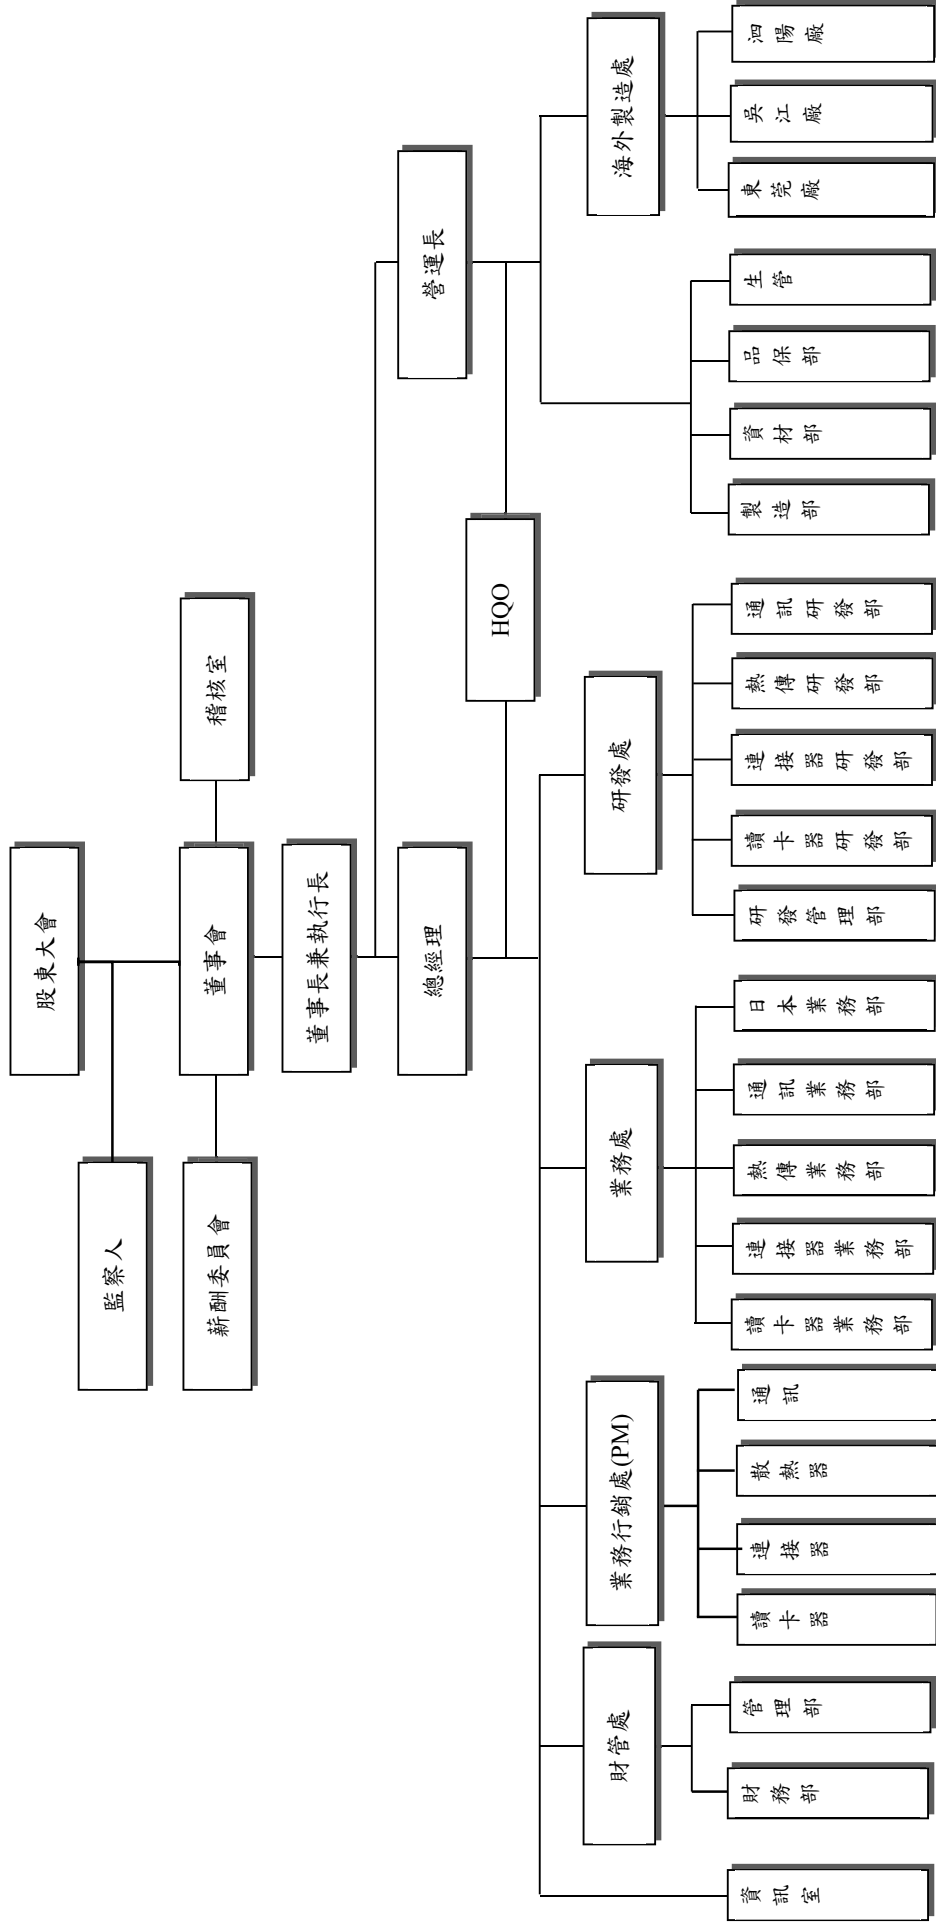 股東大會
監察人
董事會
稽核室
薪酬委員會
董事長兼執行長
總經理
營運長
HQO
資訊室
財管處
業務行銷處(PM)
業務處
研發處
海外製造處
財務部
管理部
讀卡器
連接器
散熱器
通訊
讀卡器業務部
連接器業務部
熱傳業務部
通訊業務部
日本業務部
研發管理部
讀卡器研發部
連接器研發部
熱傳研發部
通訊研發部
製造部
資材部
品保部
生管
東莞廠
吳江廠
泗陽廠